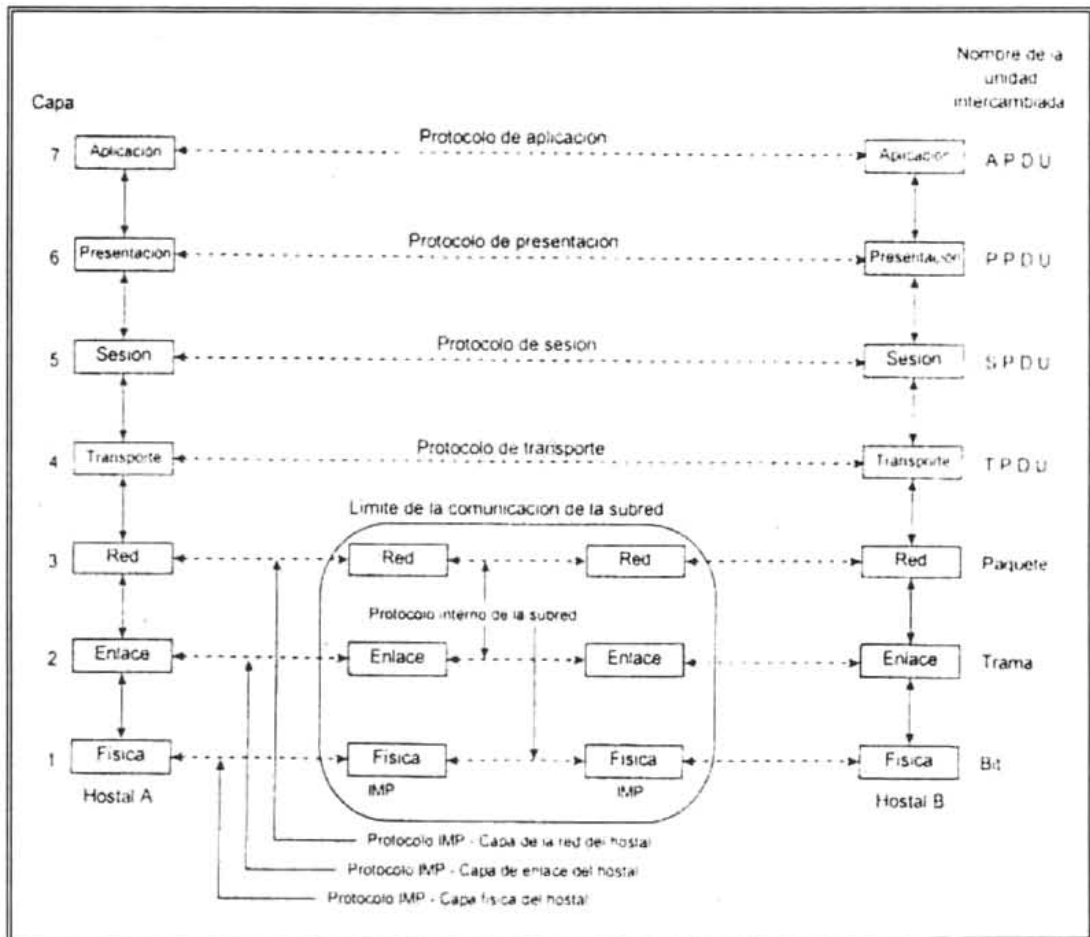 Nombre de la
unidad
intercambiada
Capa
Protocolo de aplicación
7 Aplicación Aplicación A P D U
Protocolo de presentación
6 Presentación Presentación P P D U
Protocolo de sesion
5 Sesion Sesion S P D U
Protocolo de transporte
4 Transporte Transporte T P D U
Limite de la comunicacion de la subred
3 Red Red Red Red Paquete
Protocolo interno de la subred
2 Enlace Enlace Enlace Enlace Trama
1 Fisica Fisica Fisica Fisica Bit
Hostal A IMP IMP Hostal B
Protocolo IMP - Capa de la red del hostal
Protocolo IMP - Capa de enlace del hostal
Protocolo IMP - Capa fisica del hostal